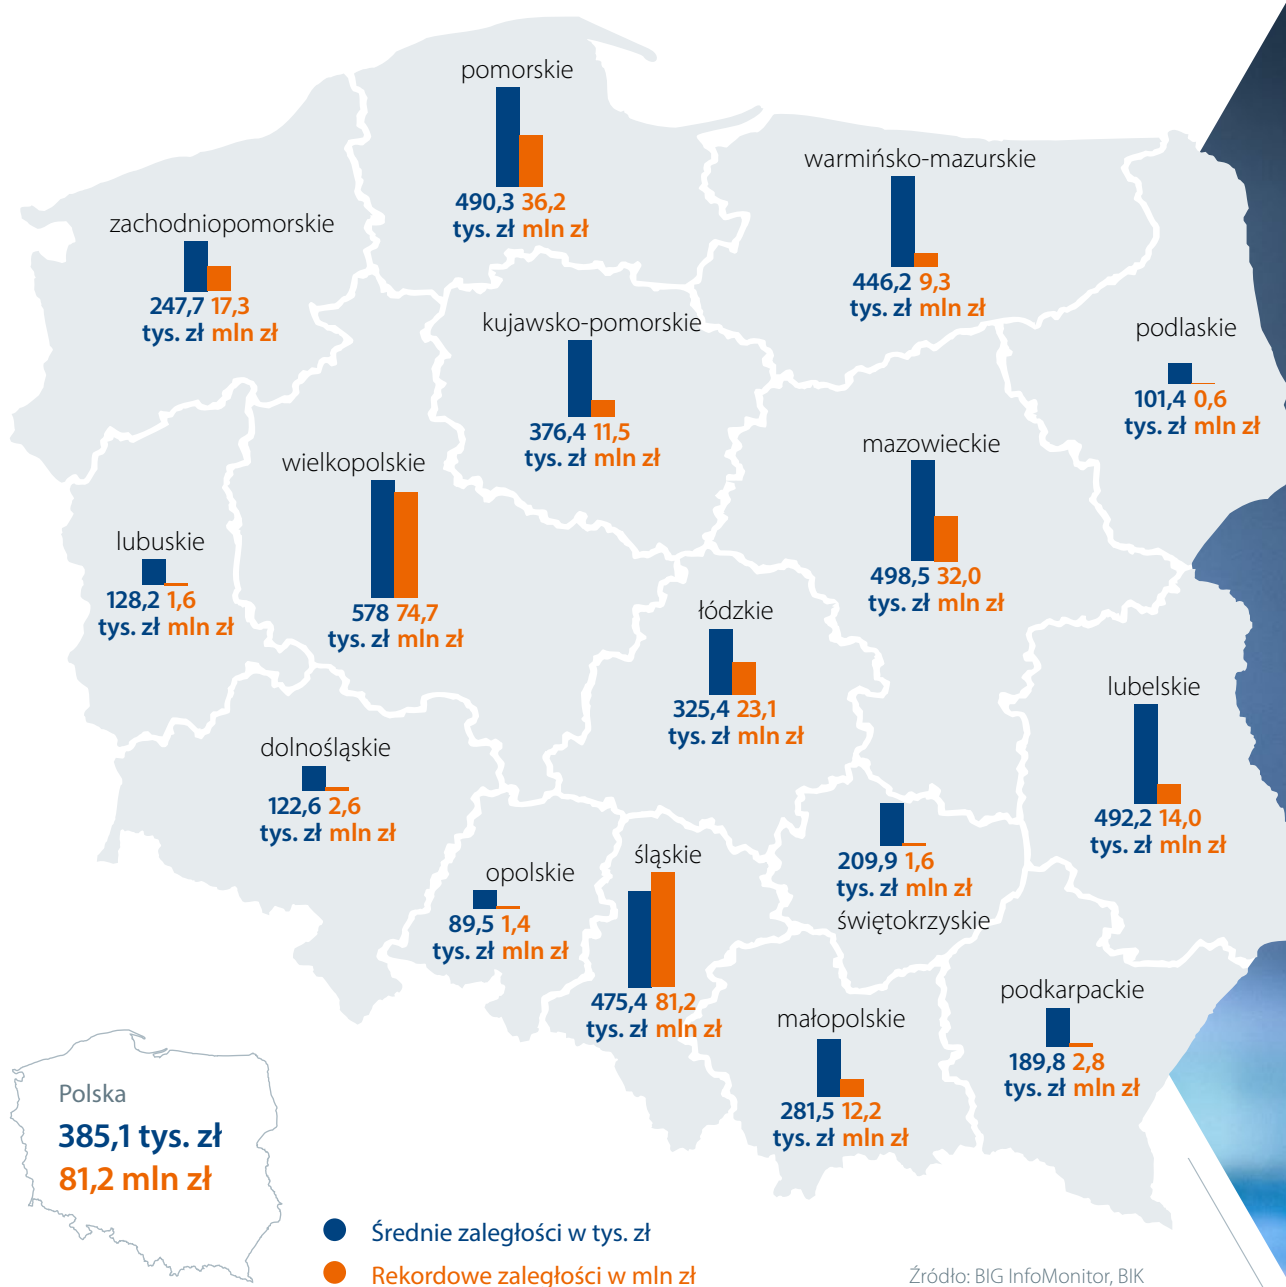 pomorskie
490,3 36,2
tys. zł mln zł
warmińsko-mazurskie
446,2 9,3
tys. zł mln zł
zachodniopomorskie
247,7 17,3
tys. zł mln zł
kujawsko-pomorskie
376,4 11,5
tys. zł mln zł
podlaskie
101,4 0,6
tys. zł mln zł
mazowieckie
498,5 32,0
tys. zł mln zł
wielkopolskie
578 74,7
tys. zł mln zł
lubuskie
128,2 1,6
tys. zł mln zł
łódzkie
325,4 23,1
tys. zł mln zł
lubelskie
492,2 14,0
tys. zł mln zł
dolnośląskie
122,6 2,6
tys. zł mln zł
opolskie
89,5 1,4
tys. zł mln zł
śląskie
475,4 81,2
tys. zł mln zł
209,9 1,6
tys. zł mln zł
świętokrzyskie
małopolskie
281,5 12,2
tys. zł mln zł
podkarpackie
189,8 2,8
tys. zł mln zł
Polska
385,1 tys. zł
81,2 mln zł
Średnie zaległości w tys. zł
Rekordowe zaległości w mln zł
Źródło: BIG InfoMonitor, BIK